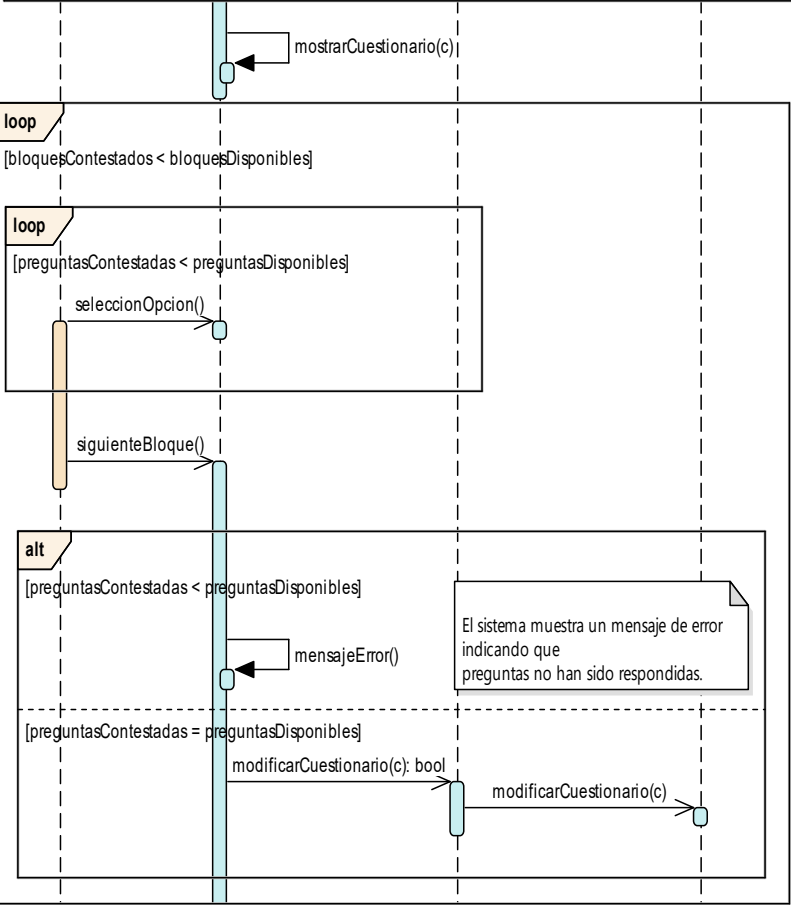 mostrarCuestionario(c)
loop
[bloquesContestados < bloquesDisponibles]
loop
[preguntasContestadas < preguntasDisponibles]
seleccionOpcion()
siguienteBloque()
alt
[preguntasContestadas < preguntasDisponibles]
El sistema muestra un mensaje de error
indicando que
preguntas no han sido respondidas.
mensajeError()
[preguntasContestadas = preguntasDisponibles]
modificarCuestionario(c): bool
modificarCuestionario(c)